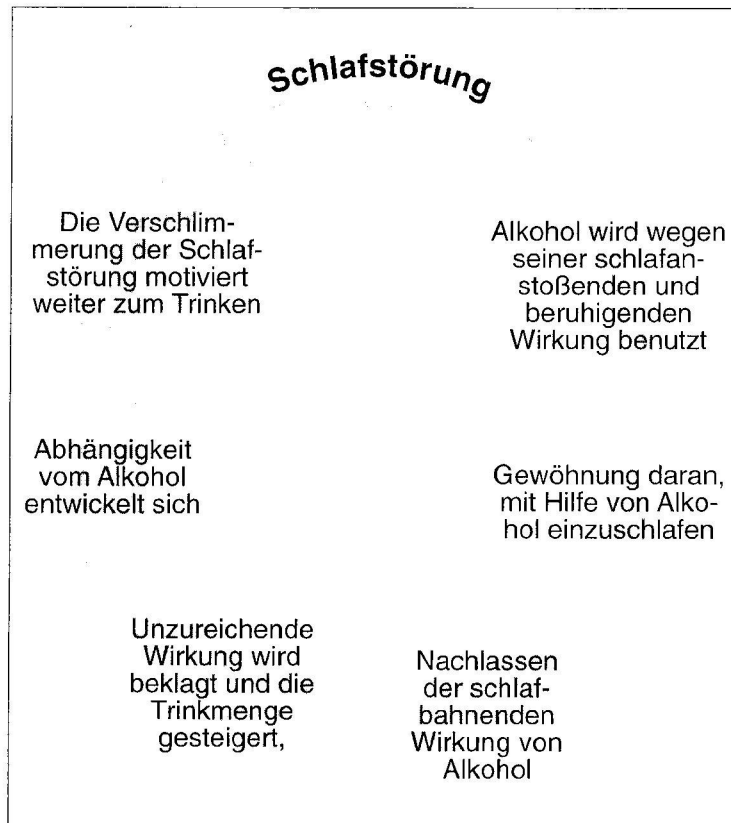 Schlafstörung
Alkohol wird wegen
seiner schlafan-
stoßenden und
beruhigenden
Wirkung benutzt
Gewöhnung daran,
mit Hilfe von Alko-
hol einzuschlafen
Nachlassen
der schlaf-
bahnenden
Wirkung von
Alkohol
Unzureichende
Wirkung wird
beklagt und die
Trinkmenge
gesteigert,
Abhängigkeit
vom Alkohol
entwickelt sich
Die Verschlim-
merung der Schlaf-
störung motiviert
weiter zum Trinken